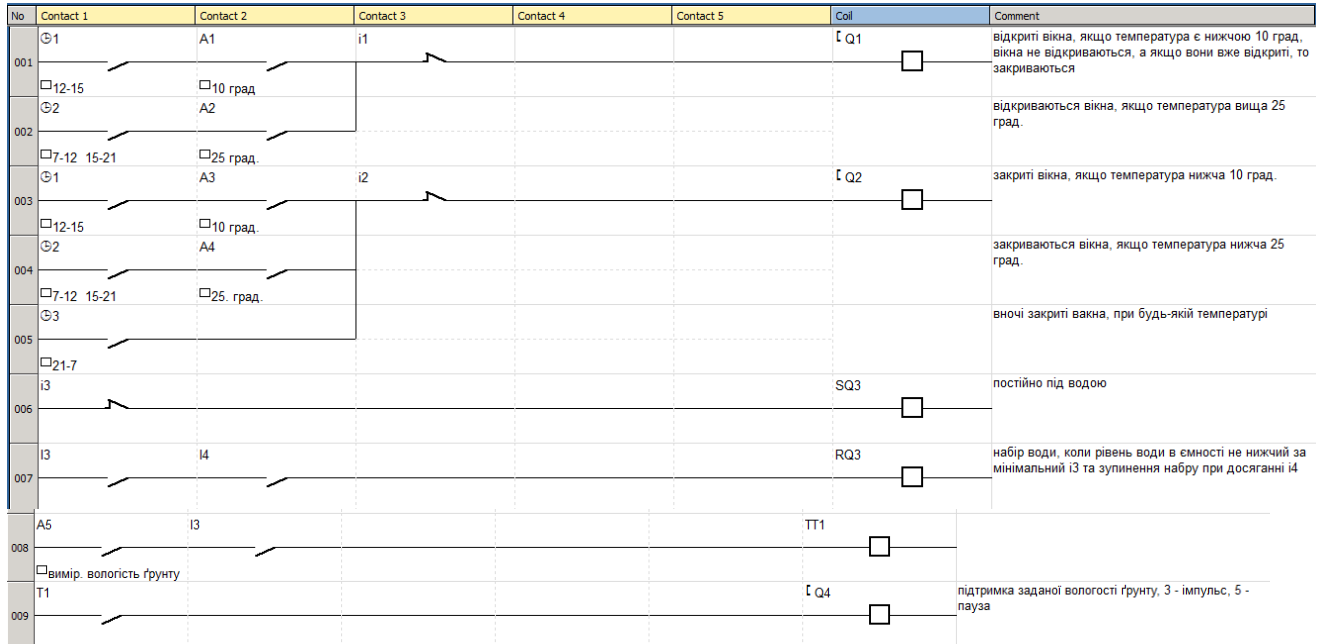 No Contact 1 Contact 2 Contact 3 Contact 4 Contact 5 Coil Comment
001
1 A1 i1 [ Q1
12-15 10 град
відкриті вікна, якщо температура є нижчою 10 град,
вікна не відкриваються, а якщо вони вже відкриті, то
закриваються
002
2 A2
7-12 15-21 25 град.
відкриваються вікна, якщо температура вища 25
град.
003
1 A3 i2 [ Q2
12-15 10 град.
закриті вікна, якщо температура нижча 10 град.
004
2 A4
7-12 15-21 25. град.
закриваються вікна, якщо температура нижча 25
град.
005
3
21-7
вночі закриті вакна, при будь-якій температурі
006
i3 SQ3
постійно під водою
007
I3 I4 RQ3
набір води, коли рівень води в ємності не нижчий за
мінімальний i3 та зупинення набру при досяганні i4
008
A5 I3 TT1
вимір. вологість ґрунту
009
T1 [ Q4
підтримка заданої вологості ґрунту, 3 - імпульс, 5 -
пауза